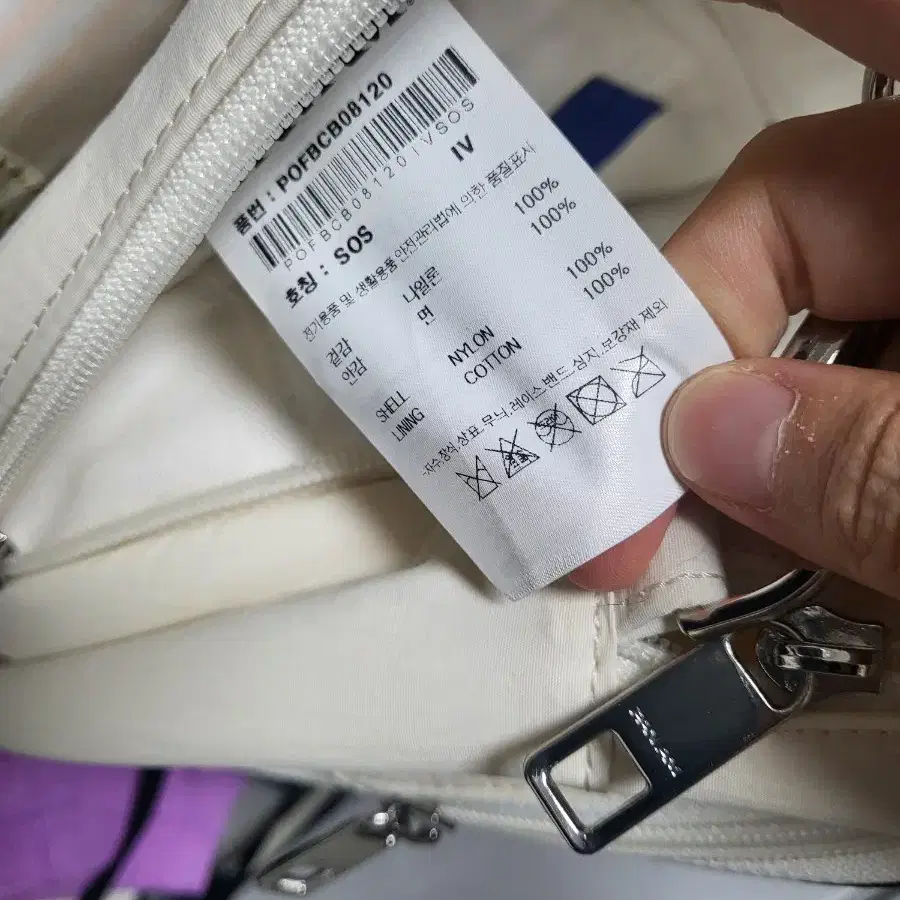 품번 : POFBCB08120
POFBCB08120IVSOS
호칭 : SOS IV
전기용품 및 생활용품 안전관리법에 의한 품질표시
겉감 나일론 100%
안감 면 100%
SHELL NYLON 100%
LINING COTTON 100%
-자수,장식,상표,무늬,레이스,밴드,심지,보강재 제외